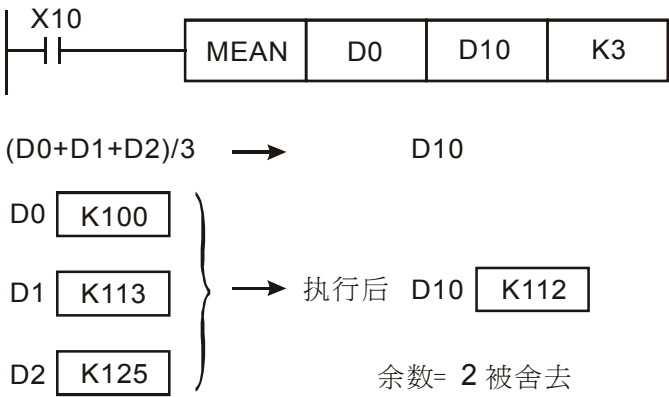 X10
MEAN D0 D10 K3
(D0+D1+D2)/3 → D10
D0 K100
D1 K113 → 执行后 D10 K112
D2 K125 余数= 2 被舍去